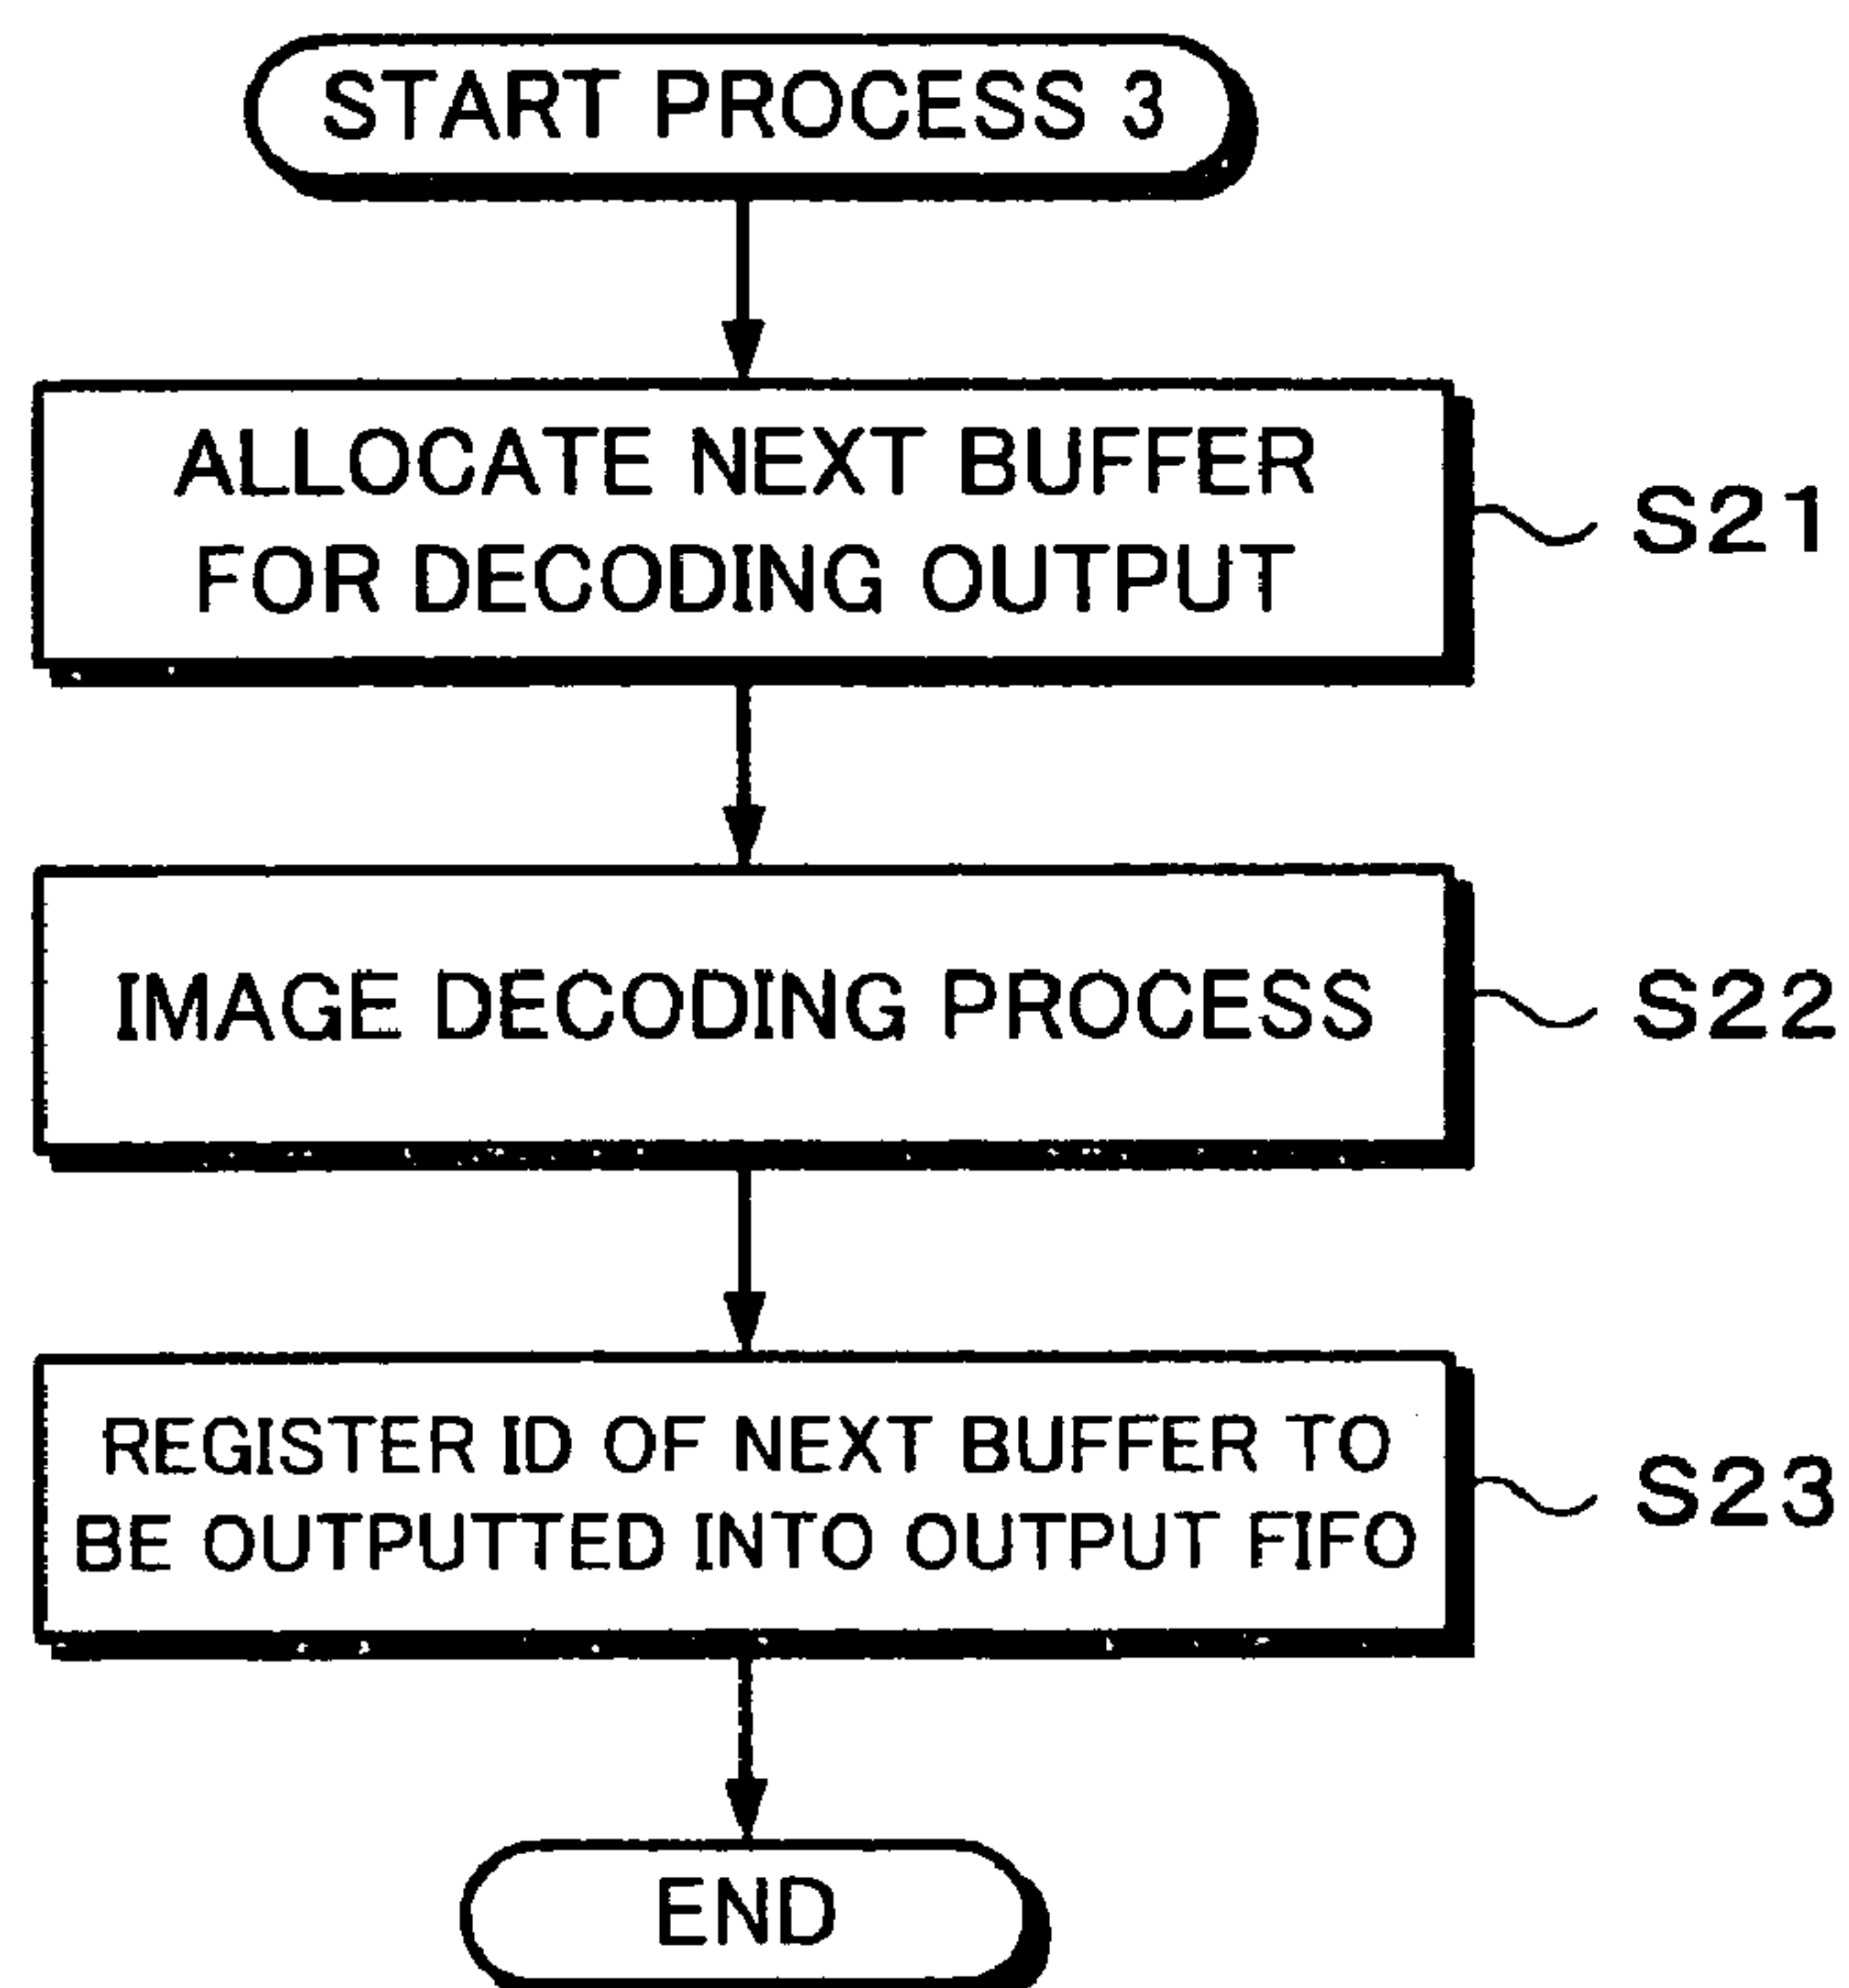 START PROCESS 3
ALLOCATE NEXT BUFFER
FOR DECODING OUTPUT
S21
IMAGE DECODING PROCESS
S22
REGISTER ID OF NEXT BUFFER TO
BE OUTPUTTED INTO OUTPUT FIFO
S23
END